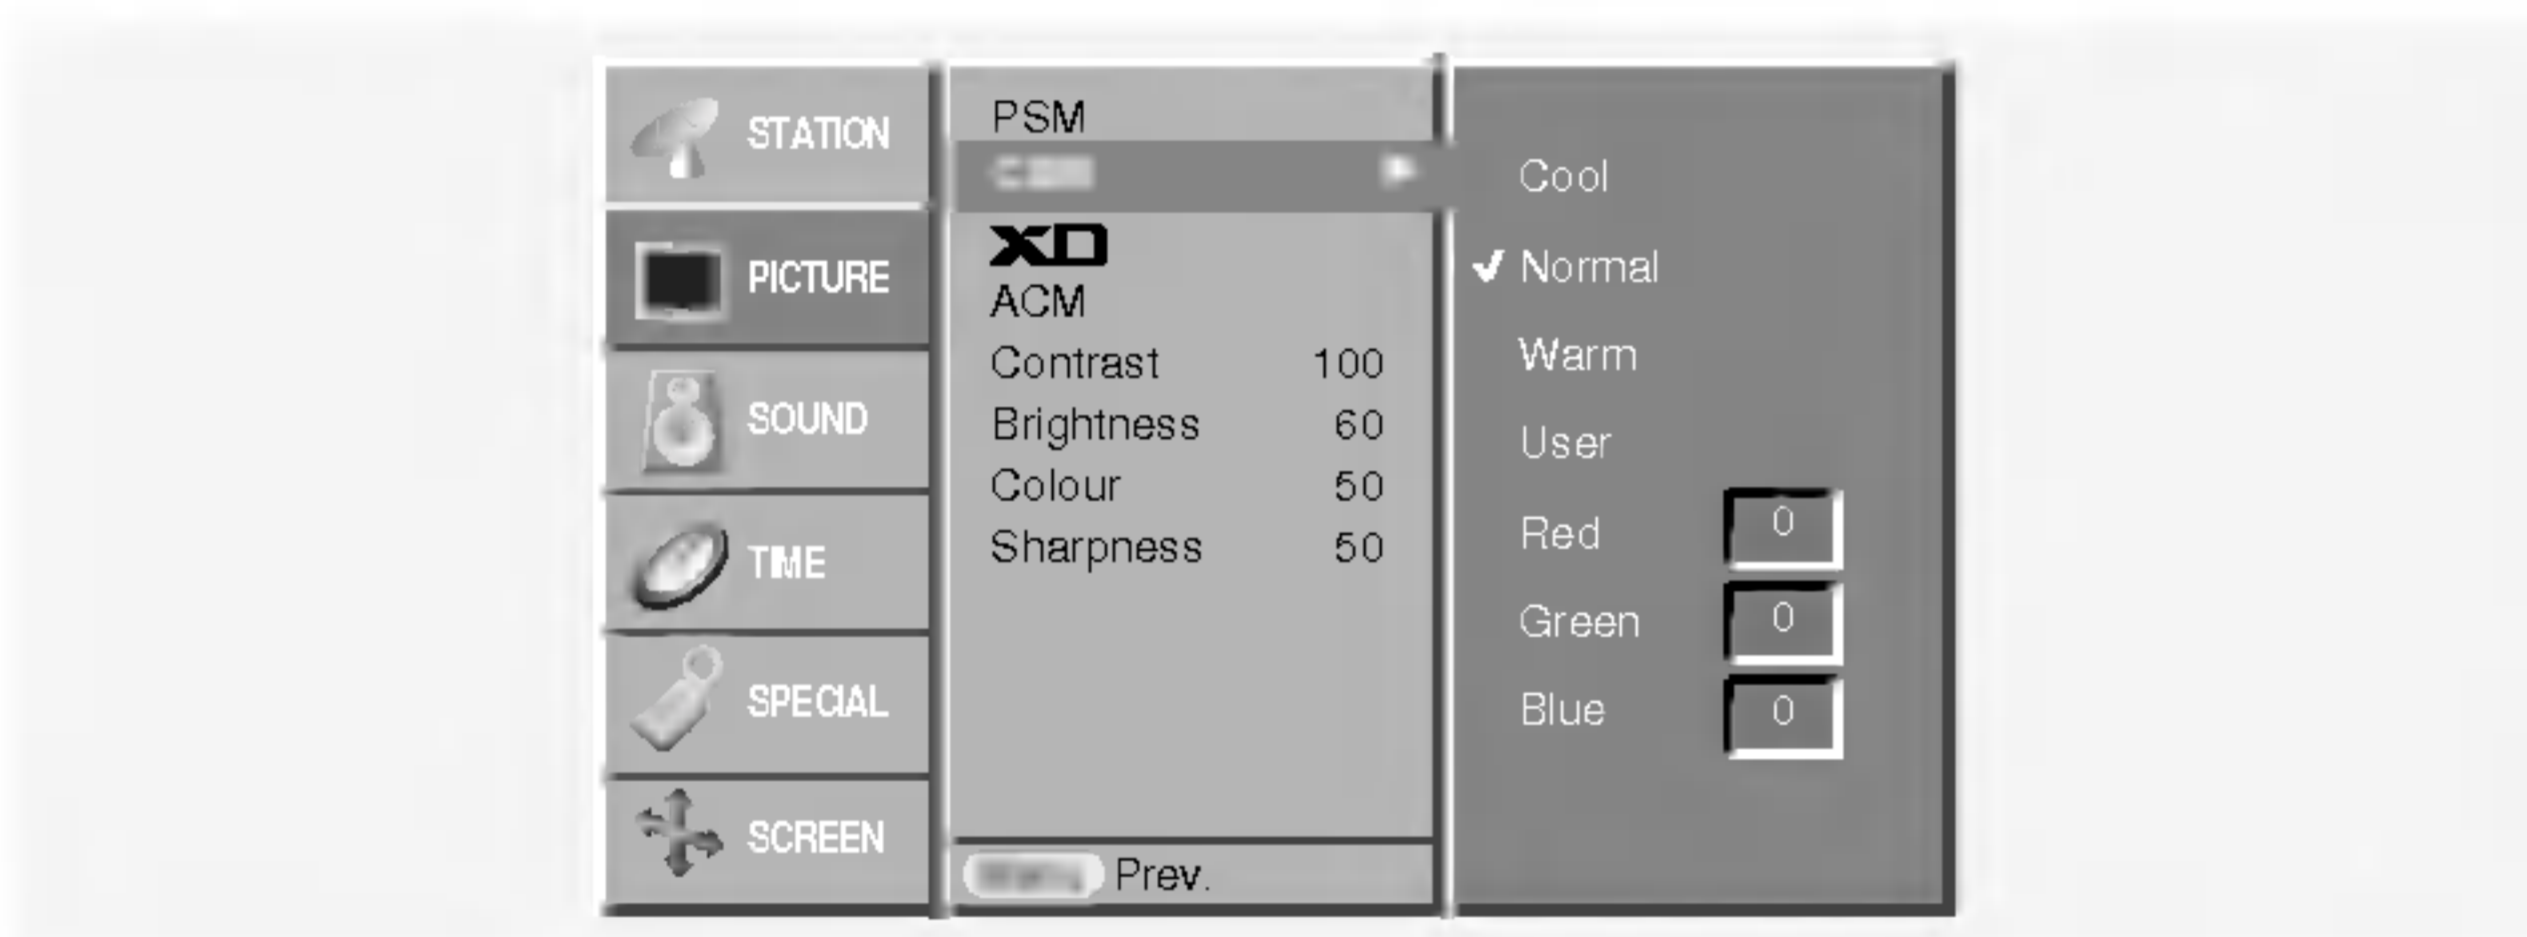 STATION
PICTURE
SOUND
TIME
SPECIAL
SCREEN
PSM
XD
ACM
Contrast 100
Brightness 60
Colour 50
Sharpness 50
Prev.
Cool
Normal
Warm
User
Red 0
Green 0
Blue 0